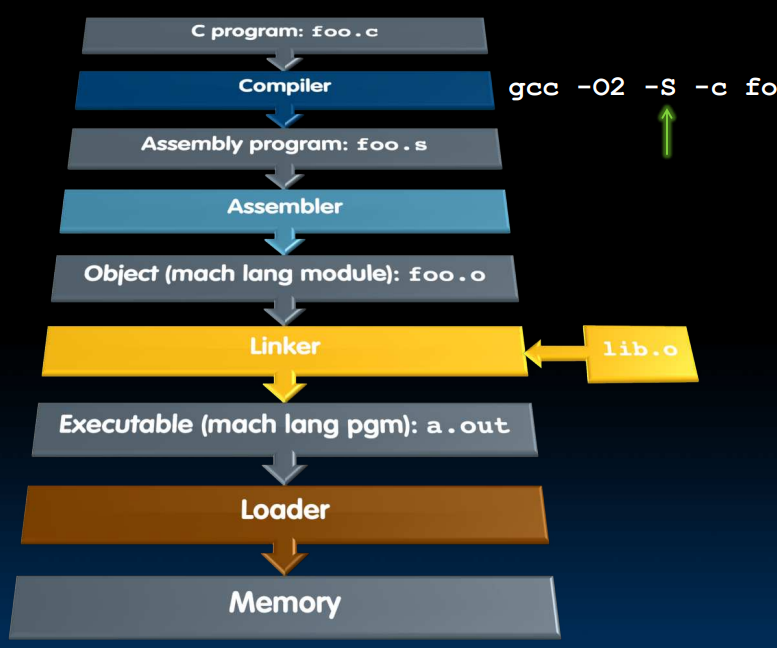 C program: foo.c
Compiler
gcc -O2 -S -c fo
Assembly program: foo.s
Assembler
Object (mach lang module): foo.o
Linker
lib.o
Executable (mach lang pgm): a.out
Loader
Memory